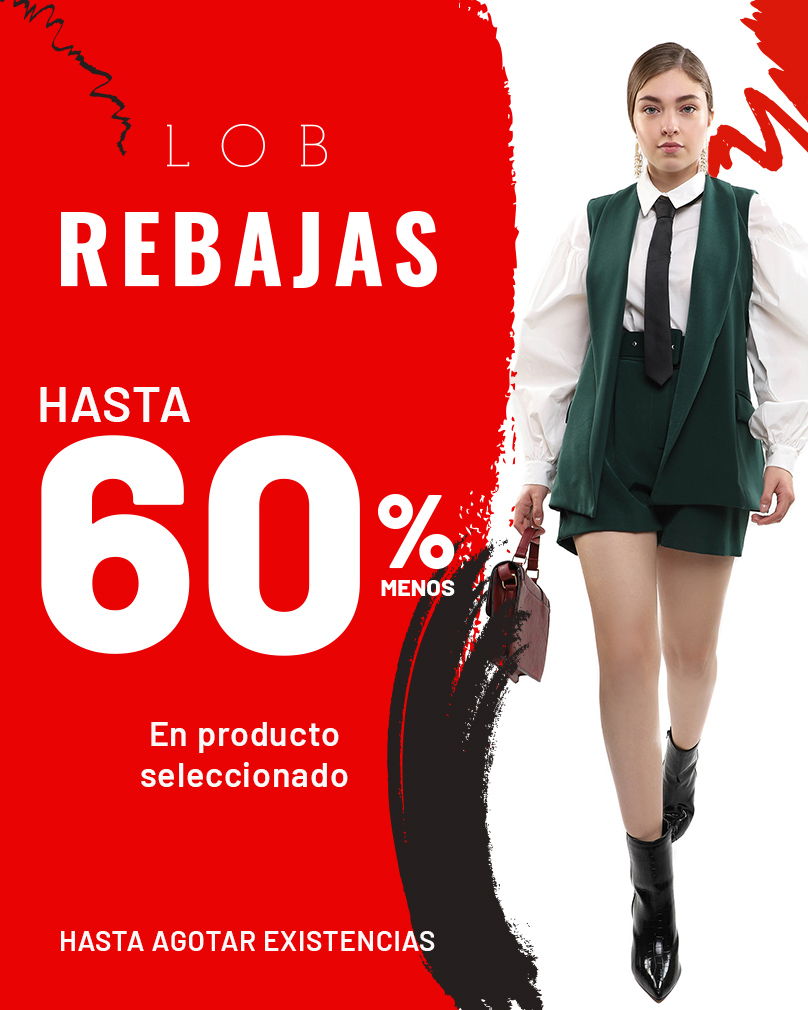 LOB
REBAJAS
HASTA
60%
MENOS
En producto
seleccionado
HASTA AGOTAR EXISTENCIAS